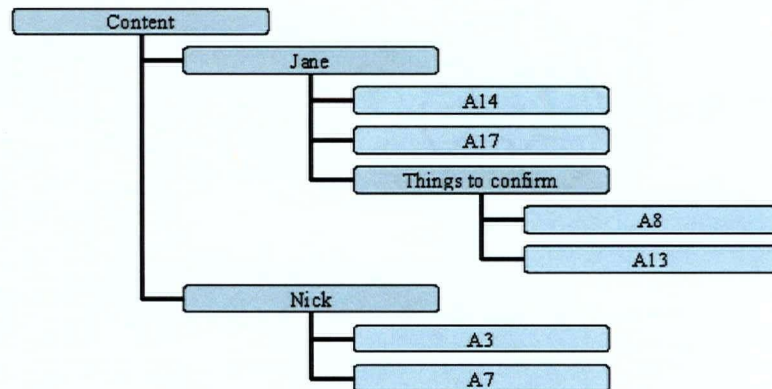 Content
Jane
A14
A17
Things to confirm
A8
A13
Nick
A3
A7